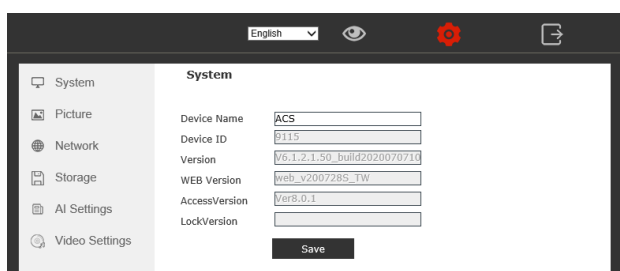 English
System
Picture
Network
Storage
AI Settings
Video Settings
System
Device Name ACS
Device ID 9115
Version V6.1.2.1.50_build2020070710
WEB Version web_v200728S_TW
AccessVersion Ver8.0.1
LockVersion
Save